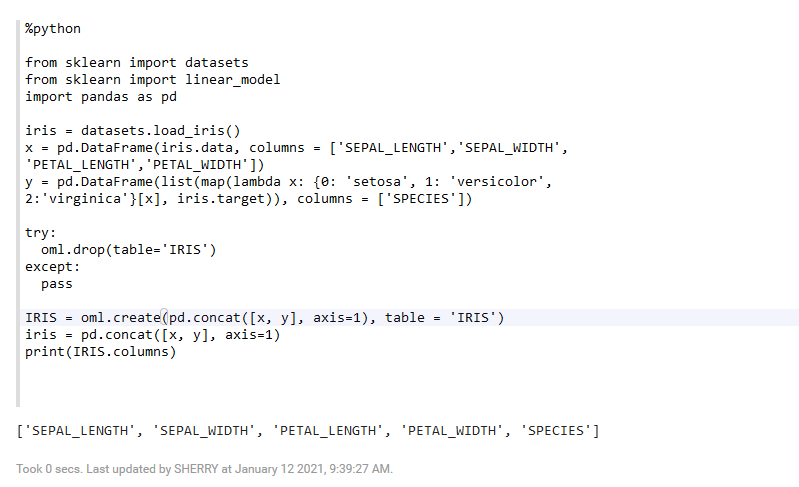 %python
from sklearn import datasets
from sklearn import linear_model
import pandas as pd
iris = datasets.load_iris()
x = pd.DataFrame(iris.data, columns = ['SEPAL_LENGTH','SEPAL_WIDTH',
'PETAL_LENGTH','PETAL_WIDTH'])
y = pd.DataFrame(list(map(lambda x: {0: 'setosa', 1: 'versicolor',
2:'virginica'}[x], iris.target)), columns = ['SPECIES'])
try:
  oml.drop(table='IRIS')
except:
  pass
IRIS = oml.create(pd.concat([x, y], axis=1), table = 'IRIS')
iris = pd.concat([x, y], axis=1)
print(IRIS.columns)
['SEPAL_LENGTH', 'SEPAL_WIDTH', 'PETAL_LENGTH', 'PETAL_WIDTH', 'SPECIES']
Took 0 secs. Last updated by SHERRY at January 12 2021, 9:39:27 AM.